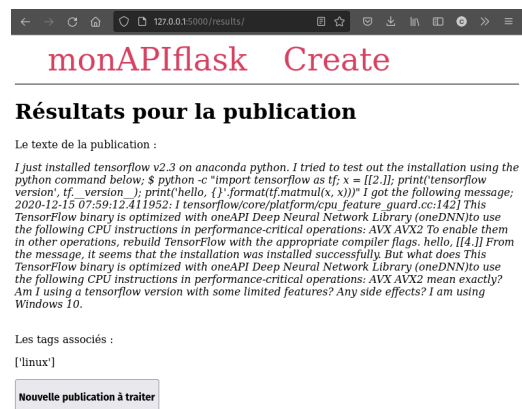 127.0.0.1:5000/results/
monAPIflask Create
Résultats pour la publication
Le texte de la publication :
I just installed tensorflow v2.3 on anaconda python. I tried to test out the installation using the
python command below; $ python -c "import tensorflow as tf; x = [[2.]]; print('tensorflow
version', tf.__version__); print('hello, {}'.format(tf.matmul(x, x)))" I got the following message;
2020-12-15 07:59:12.411952: I tensorflow/core/platform/cpu_feature_guard.cc:142] This
TensorFlow binary is optimized with oneAPI Deep Neural Network Library (oneDNN)to use
the following CPU instructions in performance-critical operations: AVX AVX2 To enable them
in other operations, rebuild TensorFlow with the appropriate compiler flags. hello, [[4.]] From
the message, it seems that the installation was installed successfully. But what does This
TensorFlow binary is optimized with oneAPI Deep Neural Network Library (oneDNN)to use
the following CPU instructions in performance-critical operations: AVX AVX2 mean exactly?
Am I using a tensorflow version with some limited features? Any side effects? I am using
Windows 10.
Les tags associés :
['linux']
Nouvelle publication à traiter